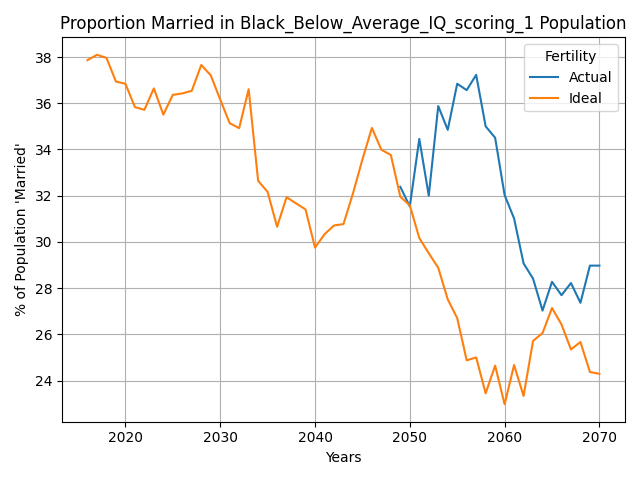 Proportion Married in Black_Below_Average_IQ_scoring_1 Population
Fertility
Actual
Ideal
% of Population 'Married'
38
36
34
32
30
28
26
24
2020
2030
2040
2050
2060
2070
Years